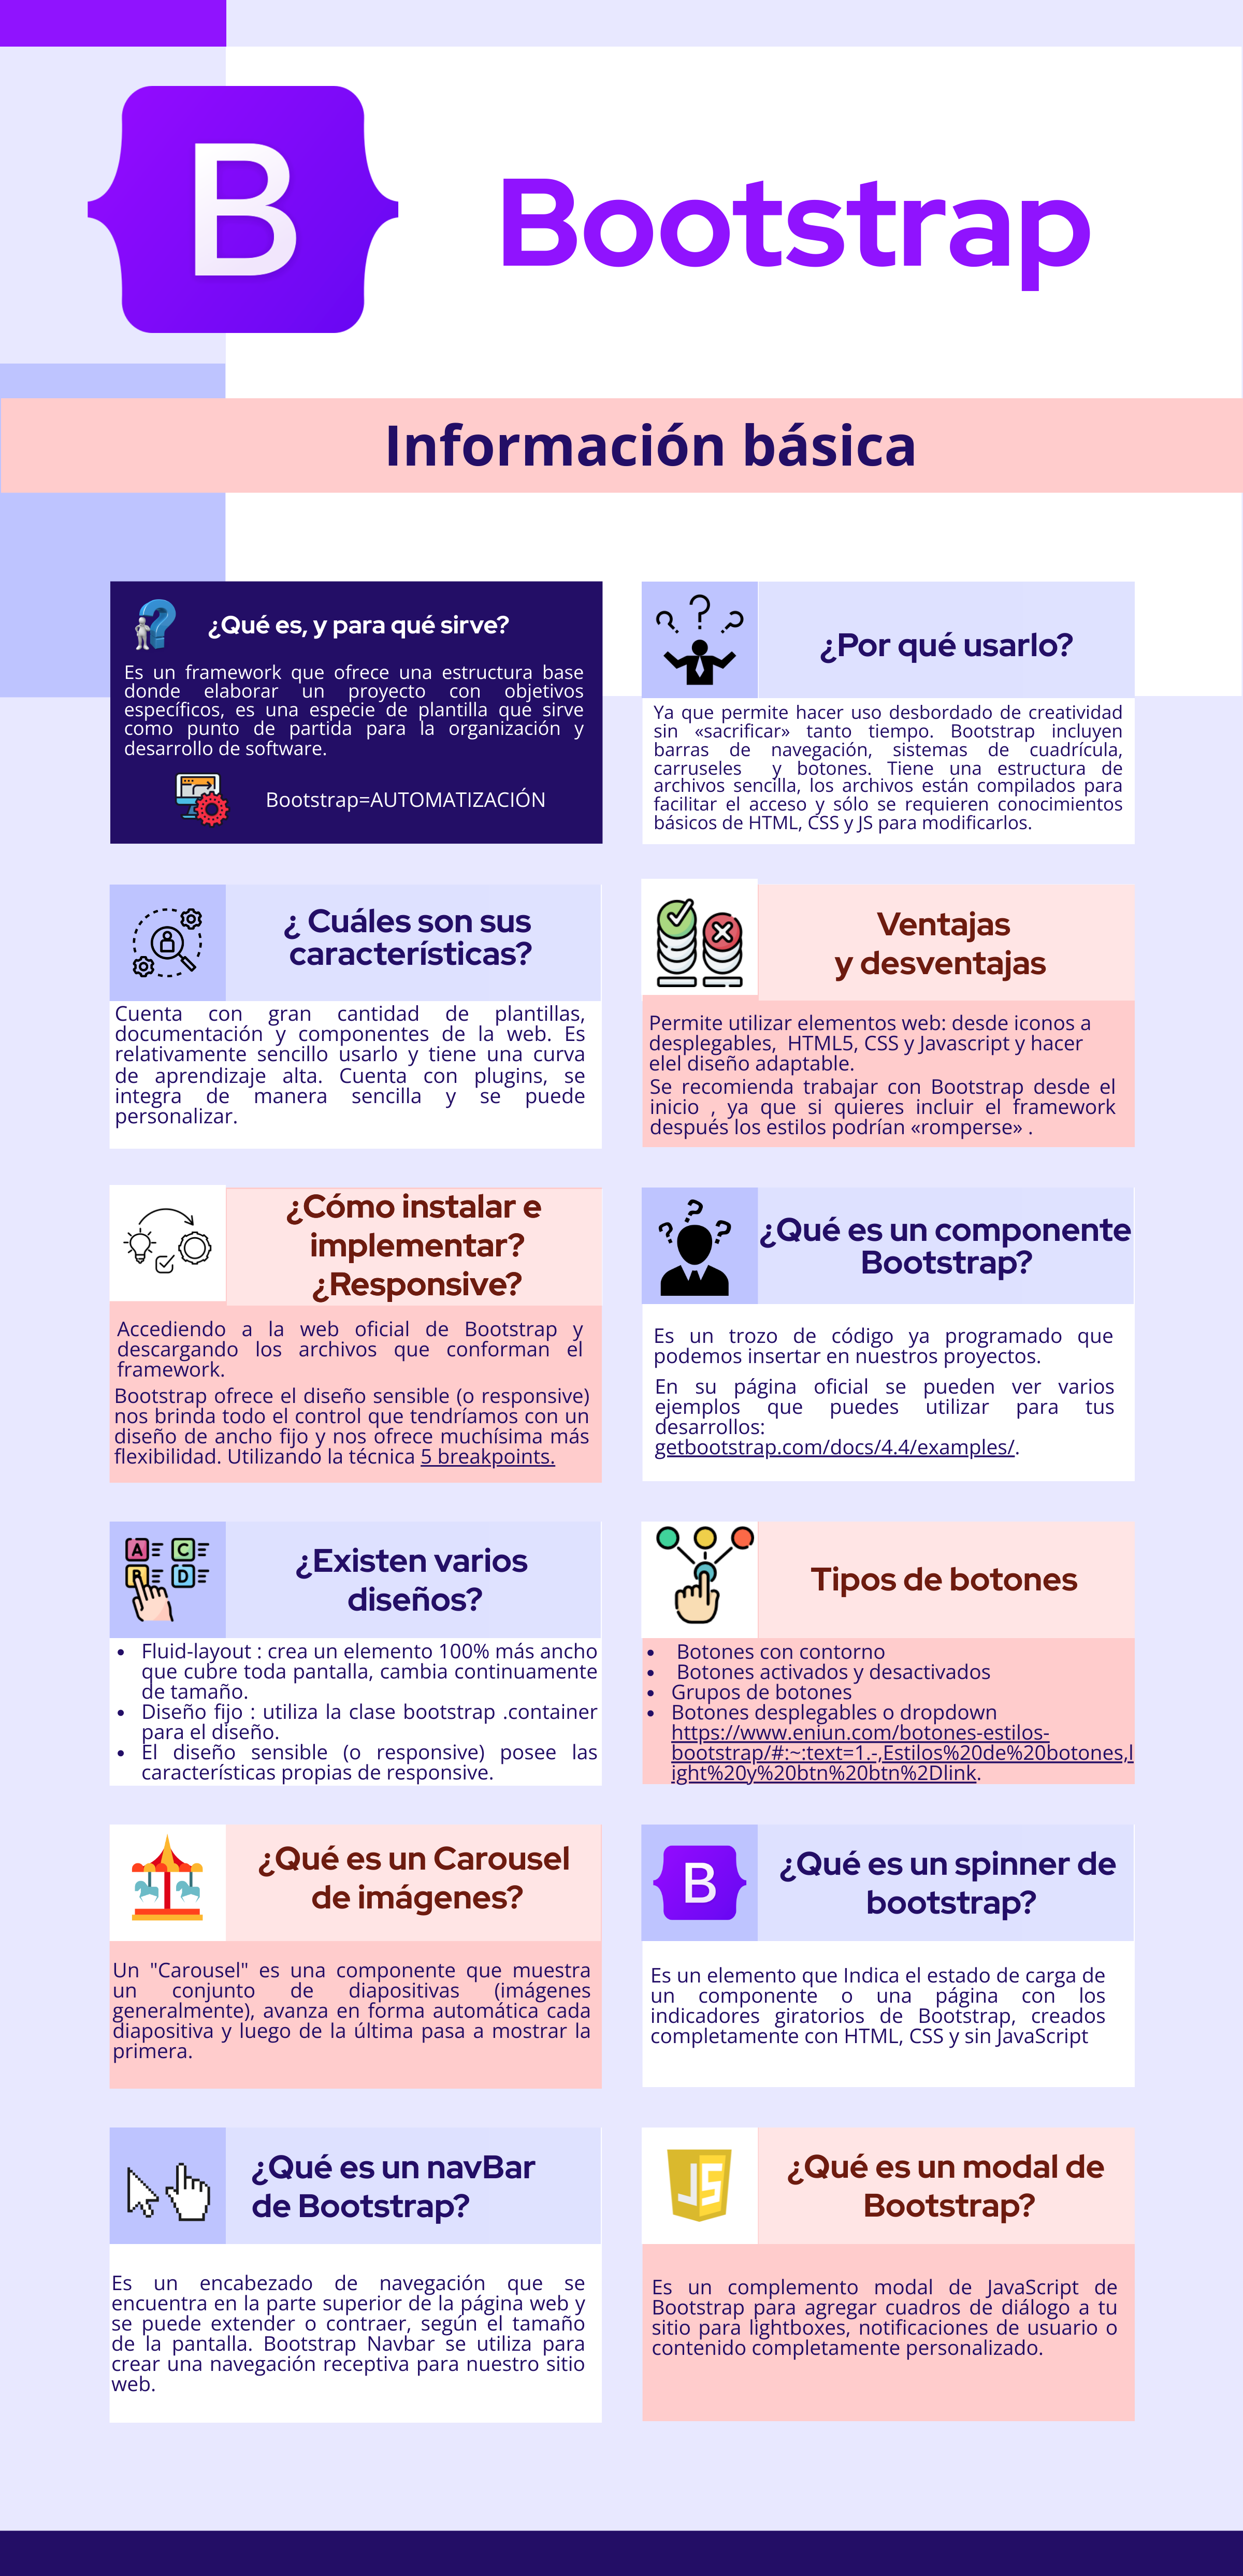 B
Bootstrap
Información básica
¿Qué es, y para qué sirve?
Es un framework que ofrece una estructura base
donde elaborar un proyecto con objetivos
específicos, es una especie de plantilla que sirve
como punto de partida para la organización y
desarrollo de software.
Bootstrap=AUTOMATIZACIÓN
¿Por qué usarlo?
Ya que permite hacer uso desbordado de creatividad
sin «sacrificar» tanto tiempo. Bootstrap incluyen
barras de navegación, sistemas de cuadrícula,
carruseles y botones. Tiene una estructura de
archivos sencilla, los archivos están compilados para
facilitar el acceso y sólo se requieren conocimientos
básicos de HTML, CSS y JS para modificarlos.
¿ Cuáles son sus
características?
Cuenta con gran cantidad de plantillas,
documentación y componentes de la web. Es
relativamente sencillo usarlo y tiene una curva
de aprendizaje alta. Cuenta con plugins, se
integra de manera sencilla y se puede
personalizar.
Ventajas
y desventajas
Permite utilizar elementos web: desde iconos a
desplegables, HTML5, CSS y Javascript y hacer
elel diseño adaptable.
Se recomienda trabajar con Bootstrap desde el
inicio , ya que si quieres incluir el framework
después los estilos podrían «romperse» .
¿Cómo instalar e
implementar?
¿Responsive?
Accediendo a la web oficial de Bootstrap y
descargando los archivos que conforman el
framework.
Bootstrap ofrece el diseño sensible (o responsive)
nos brinda todo el control que tendríamos con un
diseño de ancho fijo y nos ofrece muchísima más
flexibilidad. Utilizando la técnica 5 breakpoints.
¿Qué es un componente
Bootstrap?
Es un trozo de código ya programado que
podemos insertar en nuestros proyectos.
En su página oficial se pueden ver varios
ejemplos que puedes utilizar para tus
desarrollos:
getbootstrap.com/docs/4.4/examples/.
A C
B D
¿Existen varios
diseños?
• Fluid-layout : crea un elemento 100% más ancho
que cubre toda pantalla, cambia continuamente
de tamaño.
• Diseño fijo : utiliza la clase bootstrap .container
para el diseño.
• El diseño sensible (o responsive) posee las
características propias de responsive.
Tipos de botones
• Botones con contorno
• Botones activados y desactivados
• Grupos de botones
• Botones desplegables o dropdown
https://www.eniun.com/botones-estilos-
bootstrap/#:~:text=1.-,Estilos%20de%20botones,l
ight%20y%20btn%20btn%2Dlink.
¿Qué es un Carousel
de imágenes?
Un "Carousel" es una componente que muestra
un conjunto de diapositivas (imágenes
generalmente), avanza en forma automática cada
diapositiva y luego de la última pasa a mostrar la
primera.
B
¿Qué es un spinner de
bootstrap?
Es un elemento que Indica el estado de carga de
un componente o una página con los
indicadores giratorios de Bootstrap, creados
completamente con HTML, CSS y sin JavaScript
¿Qué es un navBar
de Bootstrap?
Es un encabezado de navegación que se
encuentra en la parte superior de la página web y
se puede extender o contraer, según el tamaño
de la pantalla. Bootstrap Navbar se utiliza para
crear una navegación receptiva para nuestro sitio
web.
JS
¿Qué es un modal de
Bootstrap?
Es un complemento modal de JavaScript de
Bootstrap para agregar cuadros de diálogo a tu
sitio para lightboxes, notificaciones de usuario o
contenido completamente personalizado.